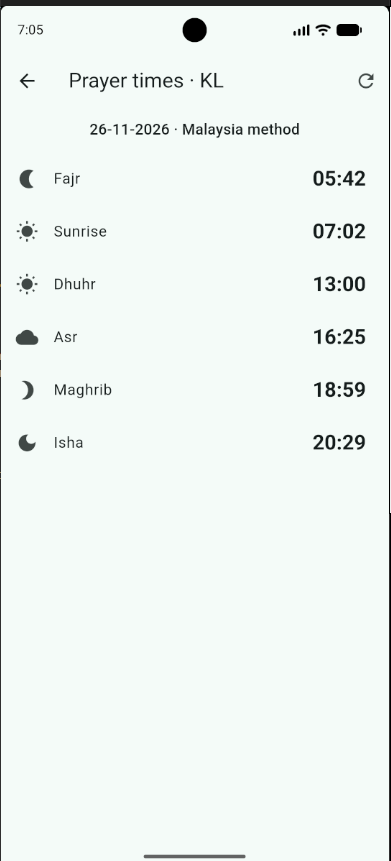 7:05
Prayer times · KL
26-11-2026 · Malaysia method
Fajr 05:42
Sunrise 07:02
Dhuhr 13:00
Asr 16:25
Maghrib 18:59
Isha 20:29